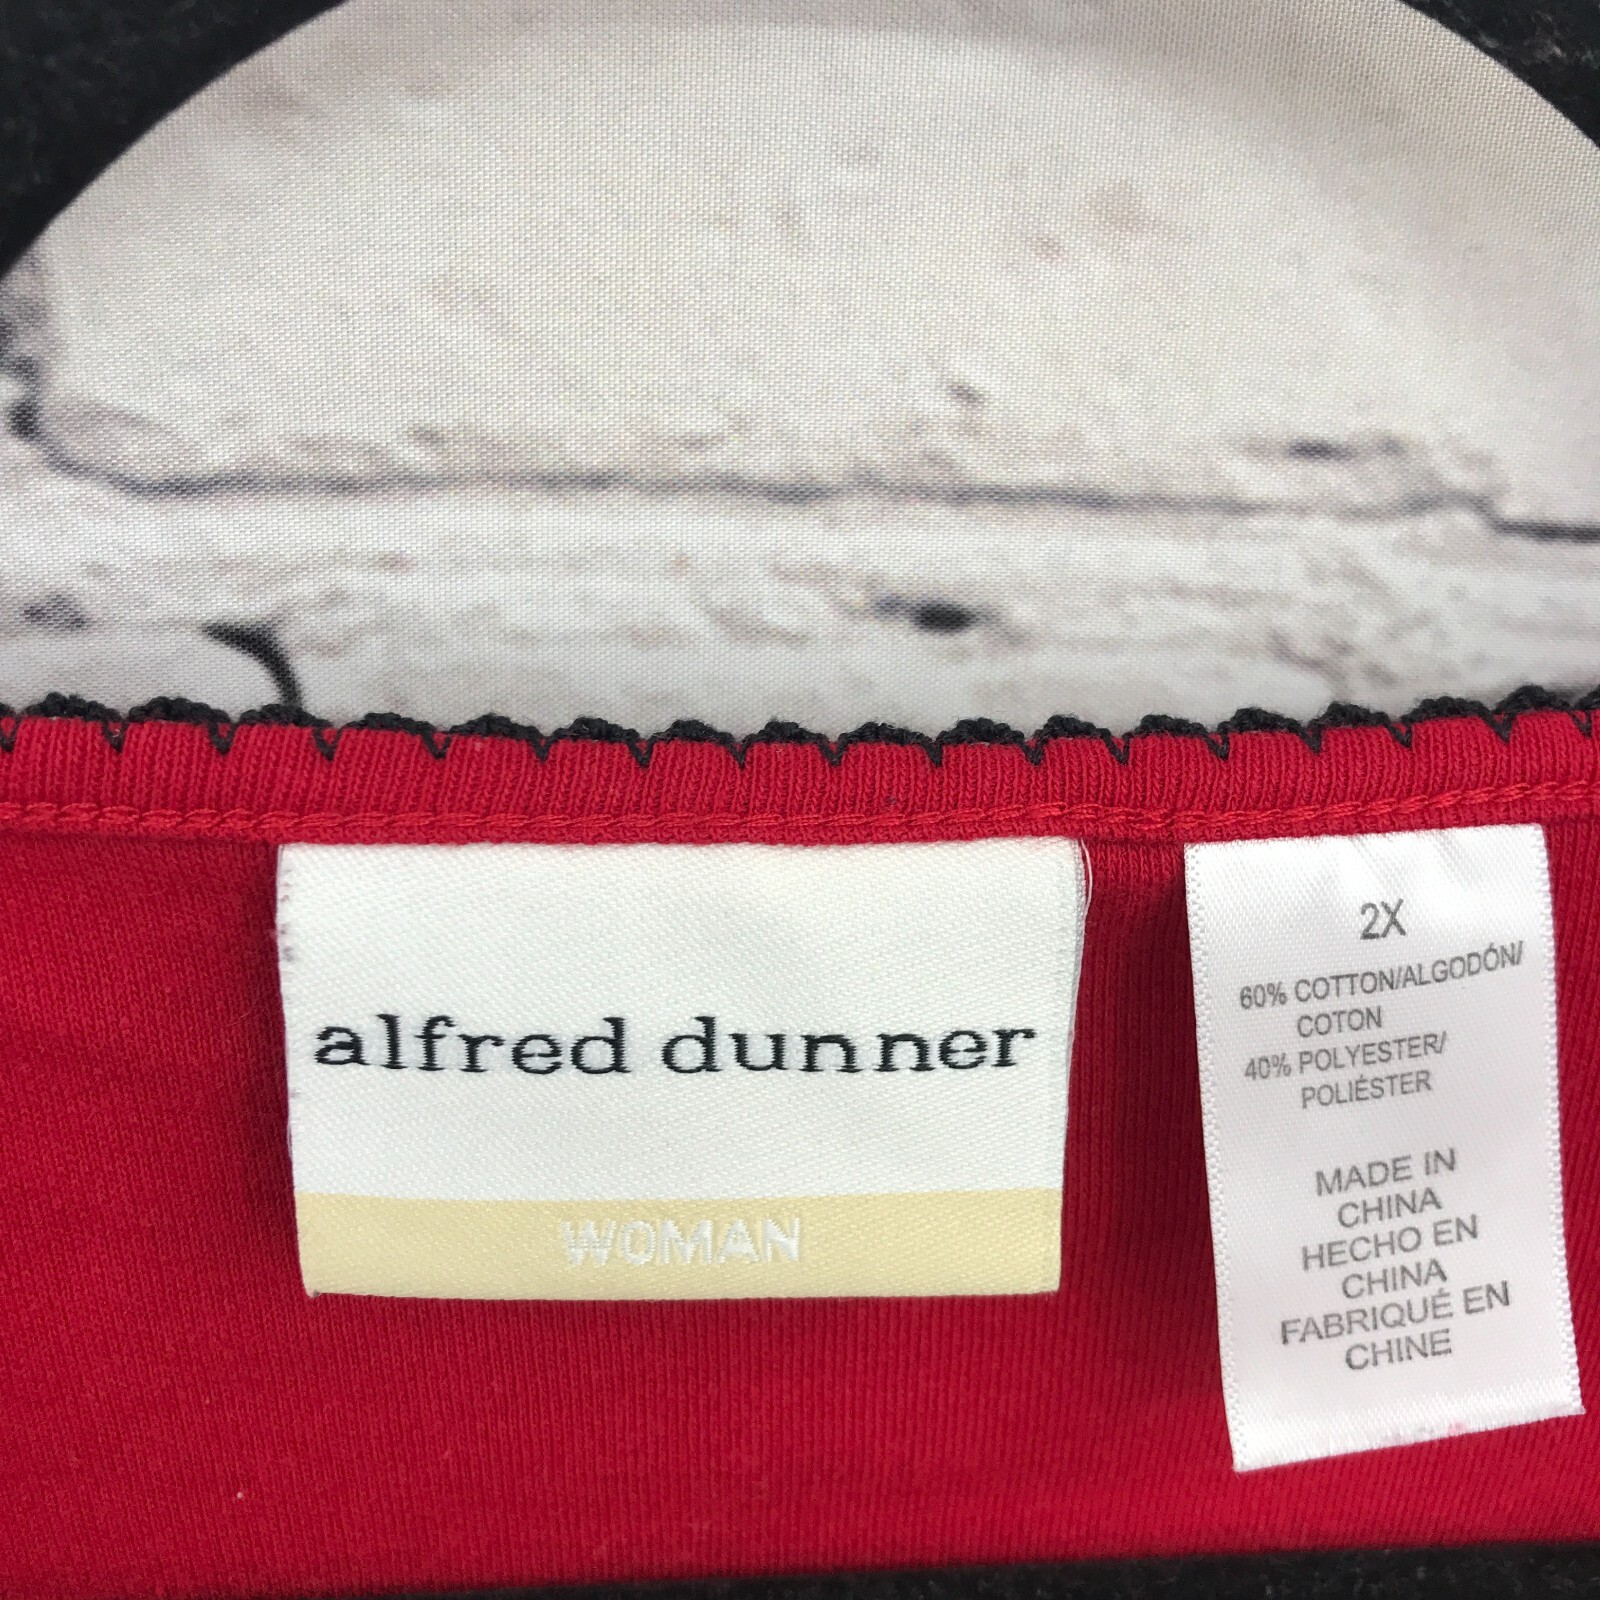 alfred dunner
WOMAN
2X
60% COTTON/ALGODÓN/
COTON
40% POLYESTER/
POLIÉSTER
MADE IN
CHINA
HECHO EN
CHINA
FABRIQUÉ EN
CHINE